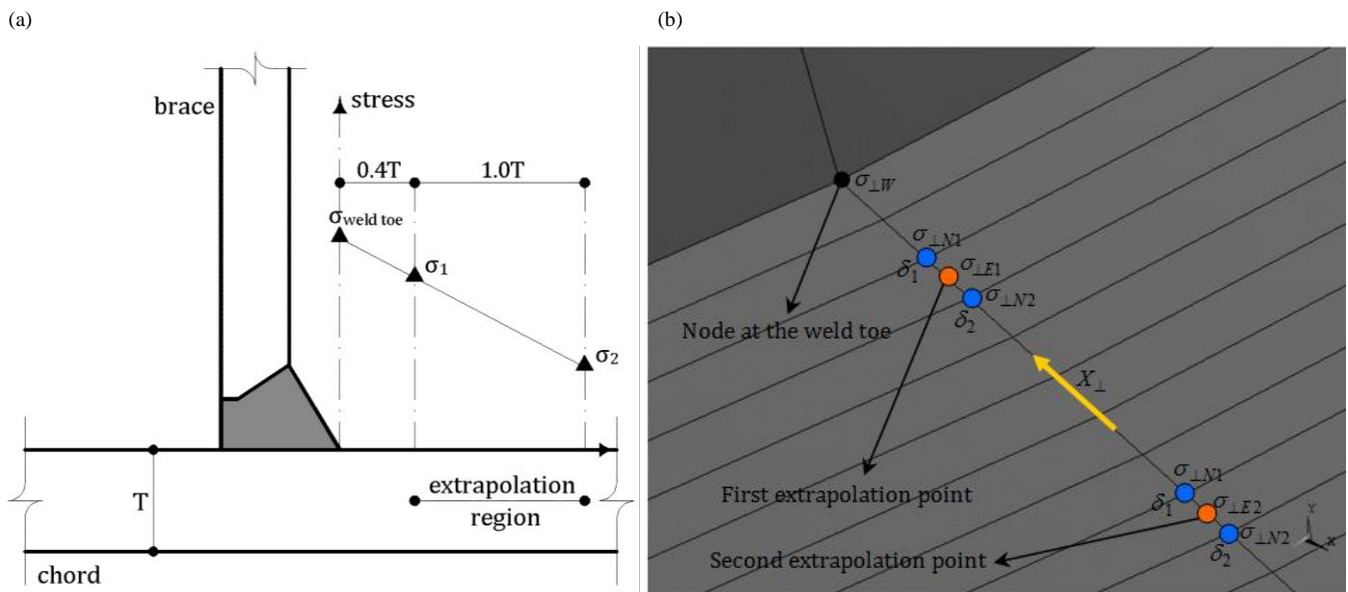 (a)
(b)
brace
stress
0.4T
1.0T
σweld toe
σ1
σ2
T
extrapolation
region
chord
σ⊥W
σ⊥N1
δ1
σ⊥E1
σ⊥N2
δ2
Node at the weld toe
X⊥
First extrapolation point
σ⊥N1
δ1
σ⊥E2
σ⊥N2
δ2
Second extrapolation point
Y
X